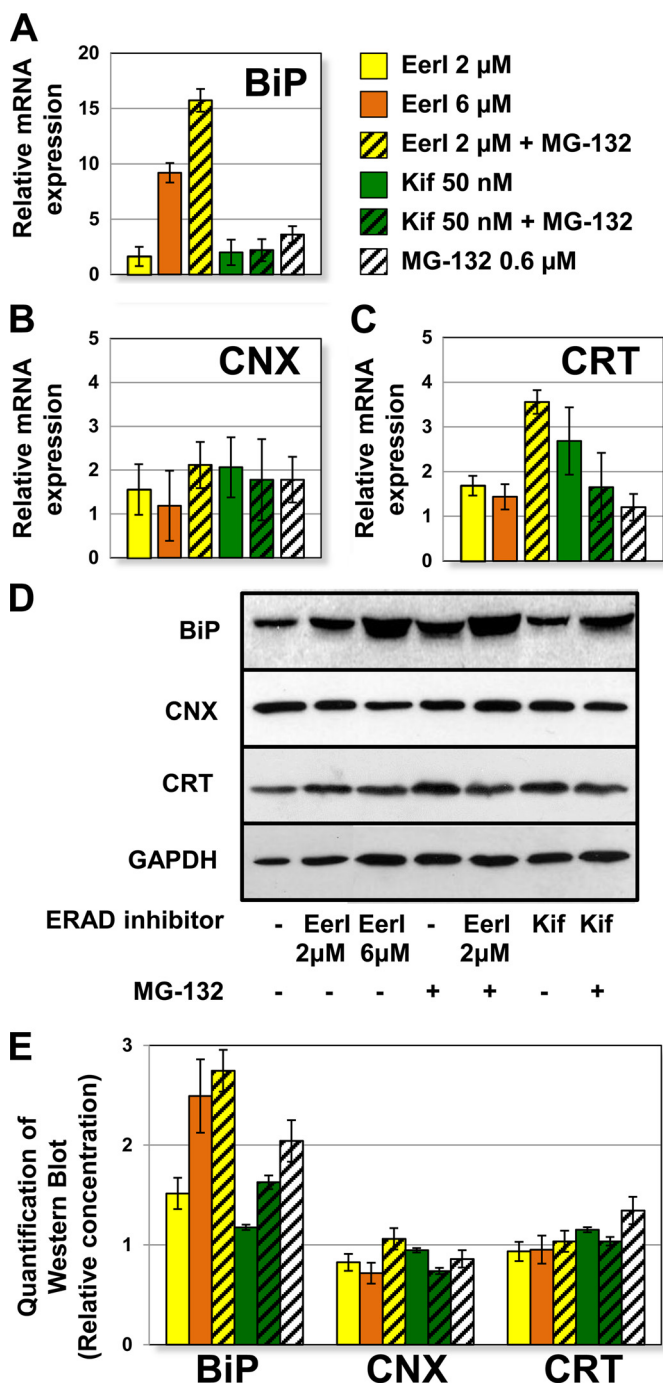 A
BiP
Relative mRNA
expression
20
15
10
5
0
EerI 2 µM
EerI 6 µM
EerI 2 µM + MG-132
Kif 50 nM
Kif 50 nM + MG-132
MG-132 0.6 µM
B
CNX
Relative mRNA
expression
5
4
3
2
1
0
C
CRT
Relative mRNA
expression
5
4
3
2
1
0
D
BiP
CNX
CRT
GAPDH
ERAD inhibitor - EerI EerI - EerI Kif Kif
2µM 6µM 2µM
MG-132 - - - + + - +
E
Quantification of
Western Blot
(Relative concentration)
3
2
1
0
BiP CNX CRT